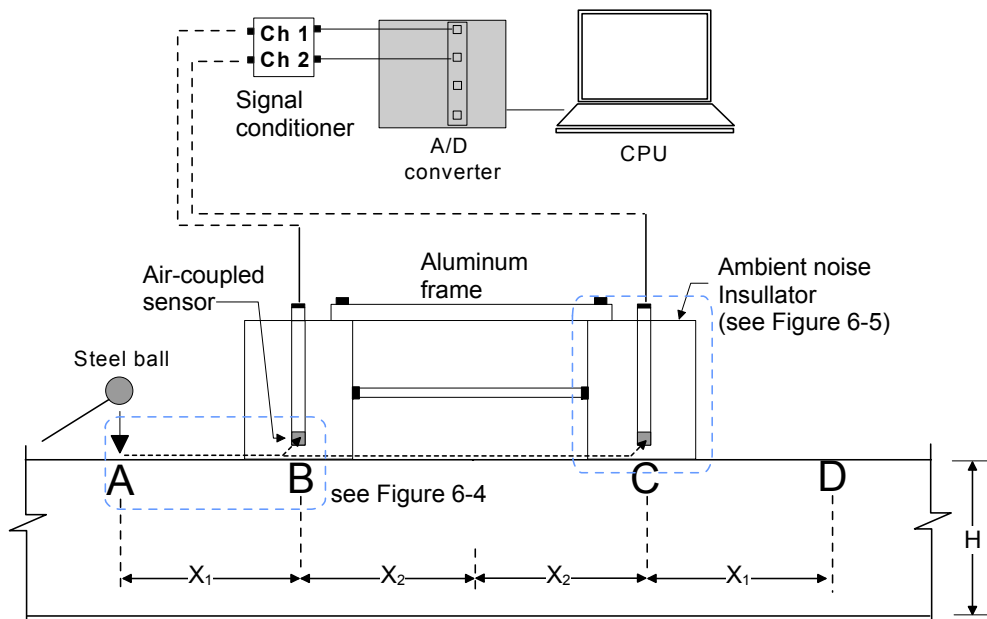 Ch 1
Ch 2
Signal
conditioner
A/D
converter
CPU
Air-coupled
sensor
Aluminum
frame
Ambient noise
Insullator
(see Figure 6-5)
Steel ball
A
B
see Figure 6-4
C
D
H
X₁
X₂
X₂
X₁